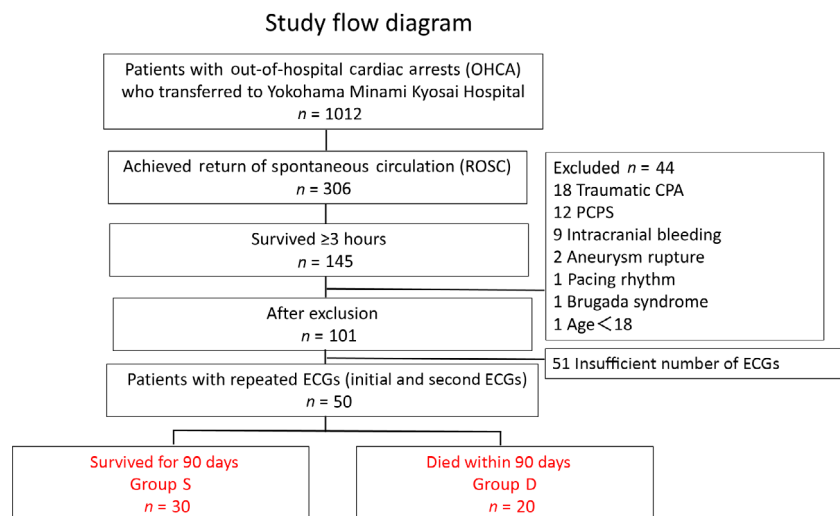 Study flow diagram
Patients with out-of-hospital cardiac arrests (OHCA)
who transferred to Yokohama Minami Kyosai Hospital
n = 1012
Achieved return of spontaneous circulation (ROSC)
n = 306
Survived ≥3 hours
n = 145
Excluded n = 44
18 Traumatic CPA
12 PCPS
9 Intracranial bleeding
2 Aneurysm rupture
1 Pacing rhythm
1 Brugada syndrome
1 Age＜18
After exclusion
n = 101
51 Insufficient number of ECGs
Patients with repeated ECGs (initial and second ECGs)
n = 50
Survived for 90 days
Group S
n = 30
Died within 90 days
Group D
n = 20